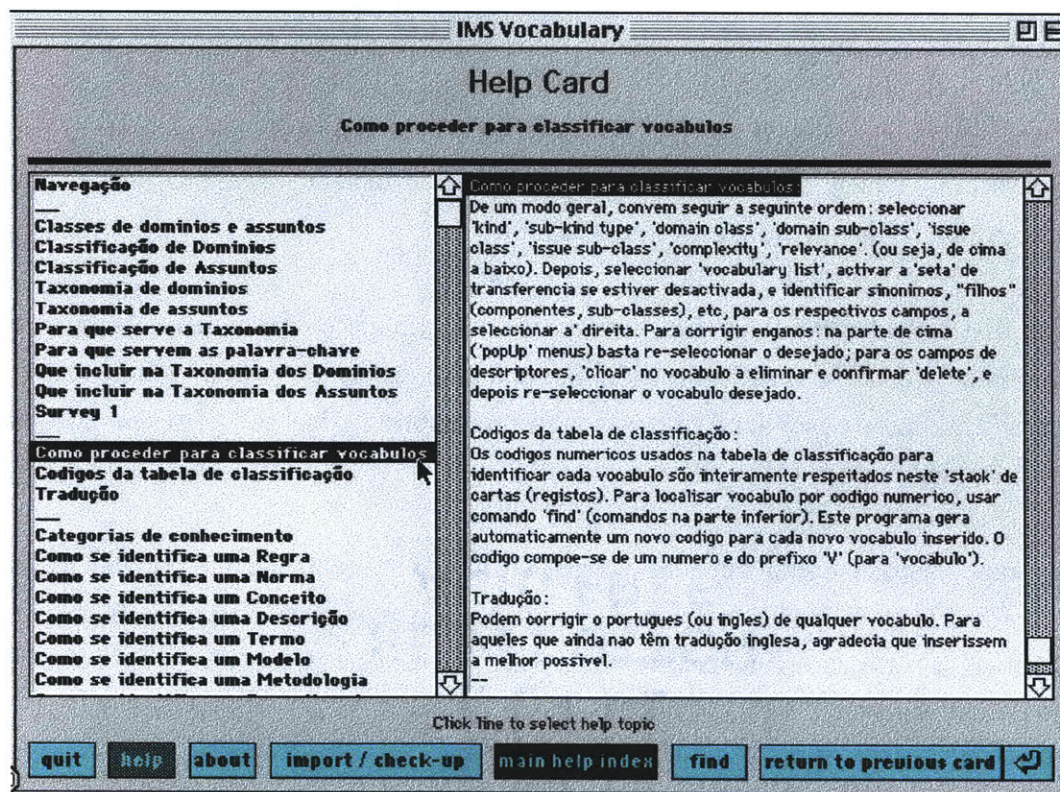 IMS Vocabulary
Help Card
Como proceder para classificar vocabulos
Navegação
—
Classes de dominios e assuntos
Classificação de Dominios
Classificação de Assuntos
Taxonomia de dominios
Taxonomia de assuntos
Para que serve a Taxonomia
Para que servem as palavra-chave
Que incluir na Taxonomia dos Dominios
Que incluir na Taxonomia dos Assuntos
Survey 1
—
Como proceder para classificar vocabulos
Codigos da tabela de classificação
Tradução
—
Categorias de conhecimento
Como se identifica uma Regra
Como se identifica uma Norma
Como se identifica um Conceito
Como se identifica uma Descrição
Como se identifica um Termo
Como se identifica um Modelo
Como se identifica uma Metodologia
Como proceder para classificar vocabulos:
De um modo geral, convem seguir a seguinte ordem: seleccionar
'kind', 'sub-kind type', 'domain class', 'domain sub-class', 'issue
class', 'issue sub-class', 'complexity', 'relevance'. (ou seja, de cima
a baixo). Depois, seleccionar 'vocabulary list', activar a 'seta' de
transferencia se estiver desactivada, e identificar sinonimos, "filhos"
(componentes, sub-classes), etc, para os respectivos campos, a
seleccionar a' direita. Para corrigir enganos: na parte de cima
('popUp' menus) basta re-seleccionar o desejado; para os campos de
descriptores, 'clicar' no vocabulo a eliminar e confirmar 'delete', e
depois re-seleccionar o vocabulo desejado.
Codigos da tabela de classificação:
Os codigos numericos usados na tabela de classificação para
identificar cada vocabulo são inteiramente respeitados neste 'stack' de
cartas (registos). Para localisar vocabulo por codigo numerico, usar
comando 'find' (comandos na parte inferior). Este programa gera
automaticamente um novo codigo para cada novo vocabulo inserido. O
codigo compoe-se de um numero e do prefixo 'V' (para 'vocabulo').
Tradução:
Podem corrigir o portugues (ou ingles) de qualquer vocabulo. Para
aqueles que ainda nao têm tradução inglesa, agradecia que inserissem
a melhor possivel.
--
Click line to select help topic
quit help about import / check-up main help index find return to previous card